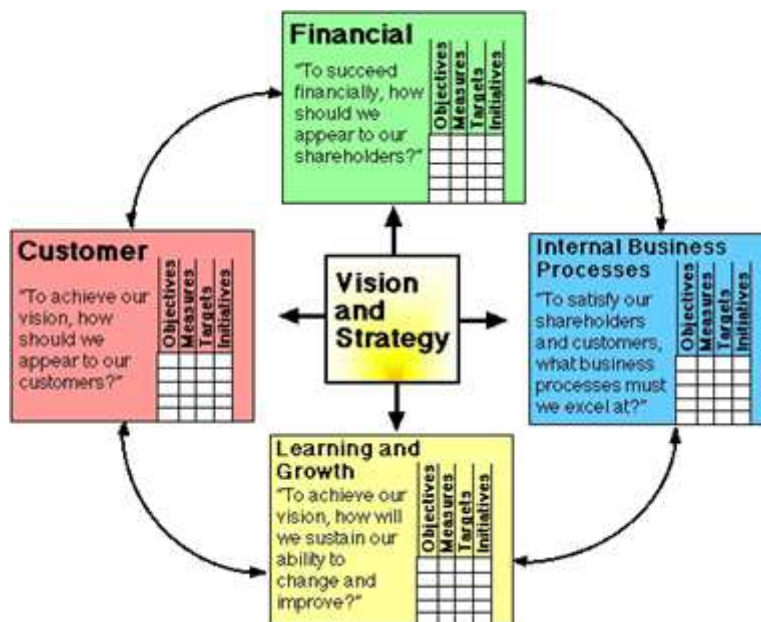 Financial
"To succeed
financially, how
should we
appear to our
shareholders?"
Objectives
Measures
Targets
Initiatives
Customer
"To achieve our
vision, how
should we
appear to our
customers?"
Objectives
Measures
Targets
Initiatives
Vision
and
Strategy
Internal Business
Processes
"To satisfy our
shareholders
and customers,
what business
processes must
we excel at?"
Objectives
Measures
Targets
Initiatives
Learning and
Growth
"To achieve our
vision, how will
we sustain our
ability to
change and
improve?"
Objectives
Measures
Targets
Initiatives